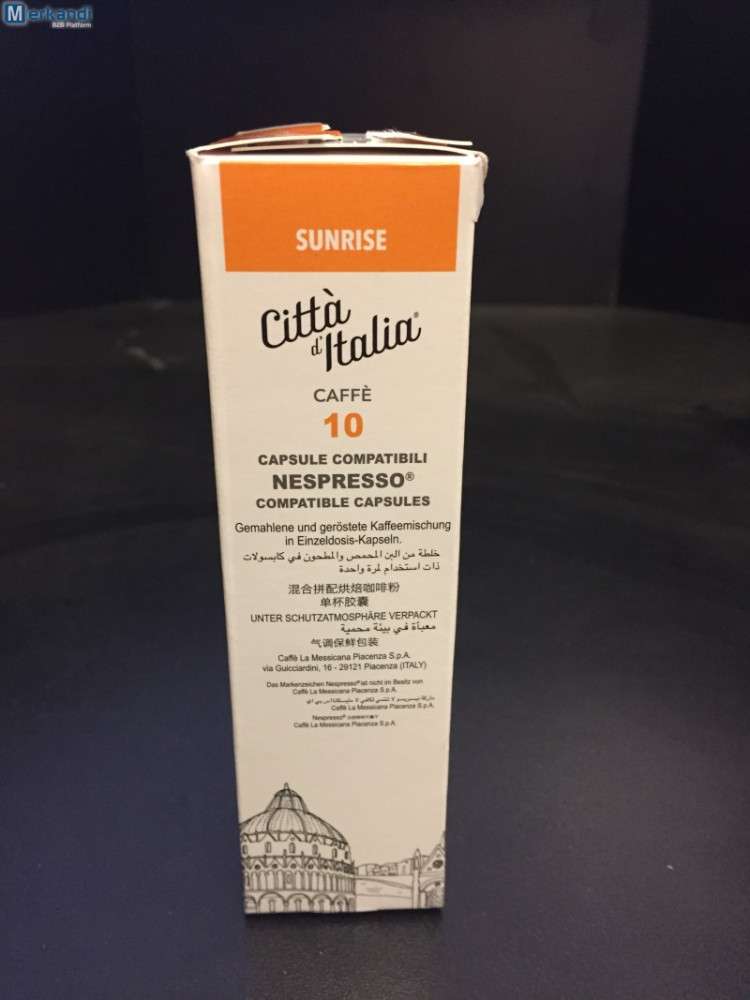 Merkandi
B2B Platform
SUNRISE
Città
d'Italia®
CAFFÈ
10
CAPSULE COMPATIBILI
NESPRESSO®
COMPATIBLE CAPSULES
Gemahlene und geröstete Kaffeemischung
in Einzeldosis-Kapseln.
خلطة من البن المحمص والمطحون في كابسولات
ذات استخدام لمرة واحدة
混合拼配烘焙咖啡粉
单杯胶囊
UNTER SCHUTZATMOSPHÄRE VERPACKT
معبأة في بيئة محمية
气调保鲜包装
Caffè La Messicana Piacenza S.p.A.
via Guicciardini, 16 - 29121 Piacenza (ITALY)
Das Markenzeichen Nespresso® ist nicht im Besitz von
Caffè La Messicana Piacenza S.p.A.
Caffè La Messicana Piacenza S.p.A.
Nespresso®
Caffè La Messicana Piacenza S.p.A.